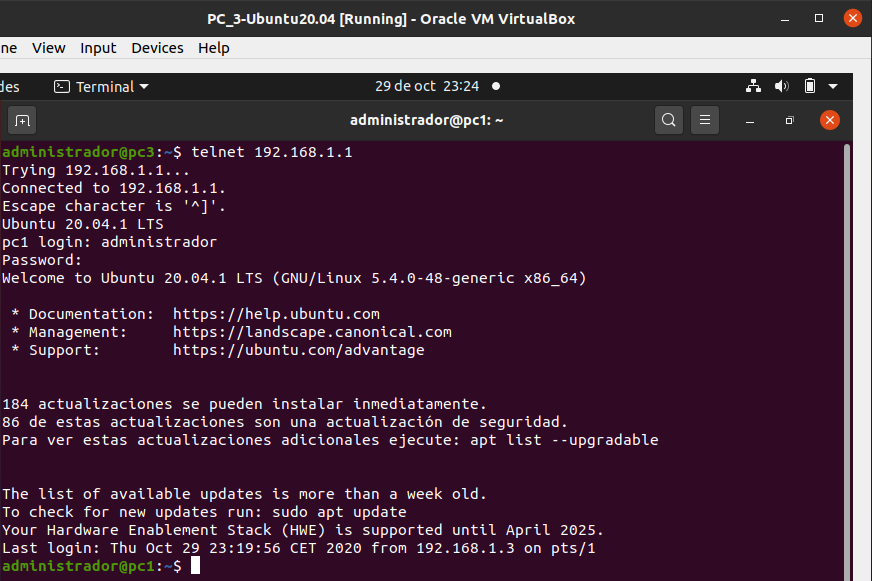 PC_3-Ubuntu20.04 [Running] - Oracle VM VirtualBox
ne View Input Devices Help
des Terminal 29 de oct 23:24
administrador@pc1: ~
administrador@pc3:~$ telnet 192.168.1.1
Trying 192.168.1.1...
Connected to 192.168.1.1.
Escape character is '^]'.
Ubuntu 20.04.1 LTS
pc1 login: administrador
Password:
Welcome to Ubuntu 20.04.1 LTS (GNU/Linux 5.4.0-48-generic x86_64)
* Documentation: https://help.ubuntu.com
* Management: https://landscape.canonical.com
* Support: https://ubuntu.com/advantage
184 actualizaciones se pueden instalar inmediatamente.
86 de estas actualizaciones son una actualización de seguridad.
Para ver estas actualizaciones adicionales ejecute: apt list --upgradable
The list of available updates is more than a week old.
To check for new updates run: sudo apt update
Your Hardware Enablement Stack (HWE) is supported until April 2025.
Last login: Thu Oct 29 23:19:56 CET 2020 from 192.168.1.3 on pts/1
administrador@pc1:~$